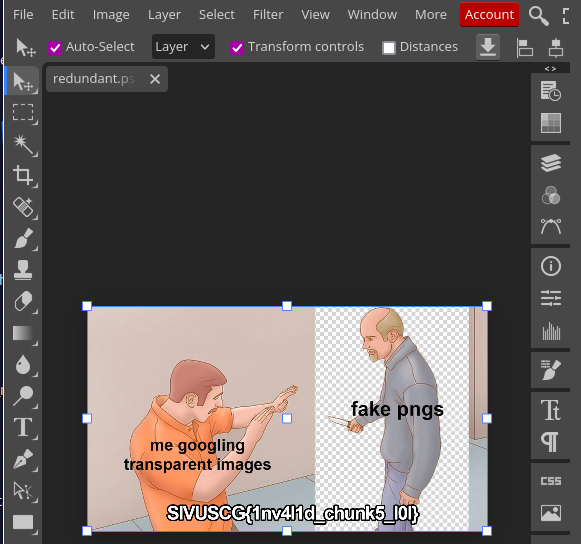 File Edit Image Layer Select Filter View Window More Account
Auto-Select Layer Transform controls Distances
redundant.ps
< >
fake pngs
me googling
transparent images
SIVUSCG{1nv4l1d_chunk5_l0l}
CSS